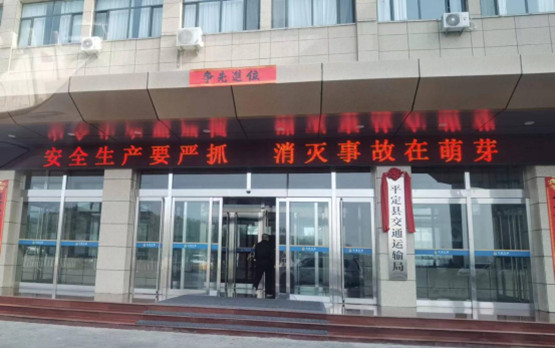 争先进位
安全生产要严抓 消灭事故在萌芽
平定县交通运输局